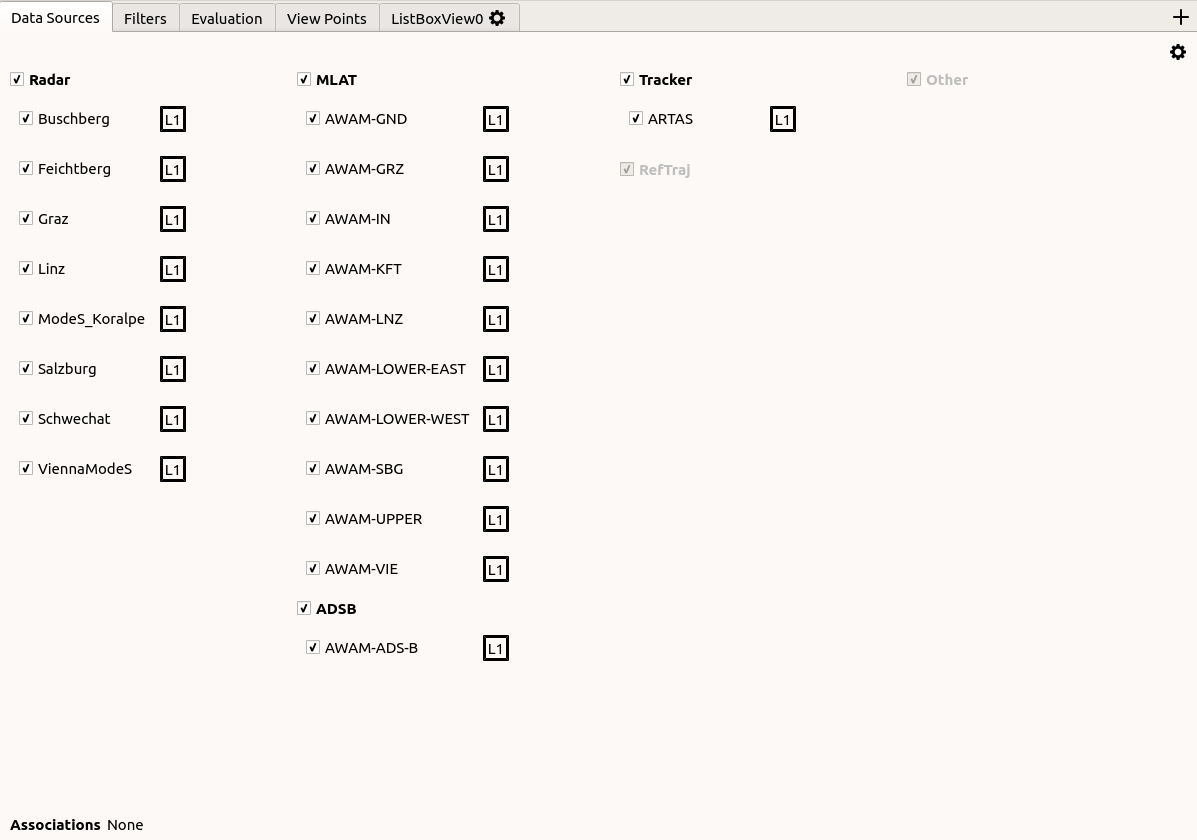 Data Sources Filters Evaluation View Points ListBoxView0
Radar MLAT Tracker Other
Buschberg L1 AWAM-GND L1 ARTAS L1
Feichtberg L1 AWAM-GRZ L1 RefTraj
Graz L1 AWAM-IN L1
Linz L1 AWAM-KFT L1
ModeS_Koralpe L1 AWAM-LNZ L1
Salzburg L1 AWAM-LOWER-EAST L1
Schwechat L1 AWAM-LOWER-WEST L1
ViennaModeS L1 AWAM-SBG L1
AWAM-UPPER L1
AWAM-VIE L1
ADSB
AWAM-ADS-B L1
Associations None